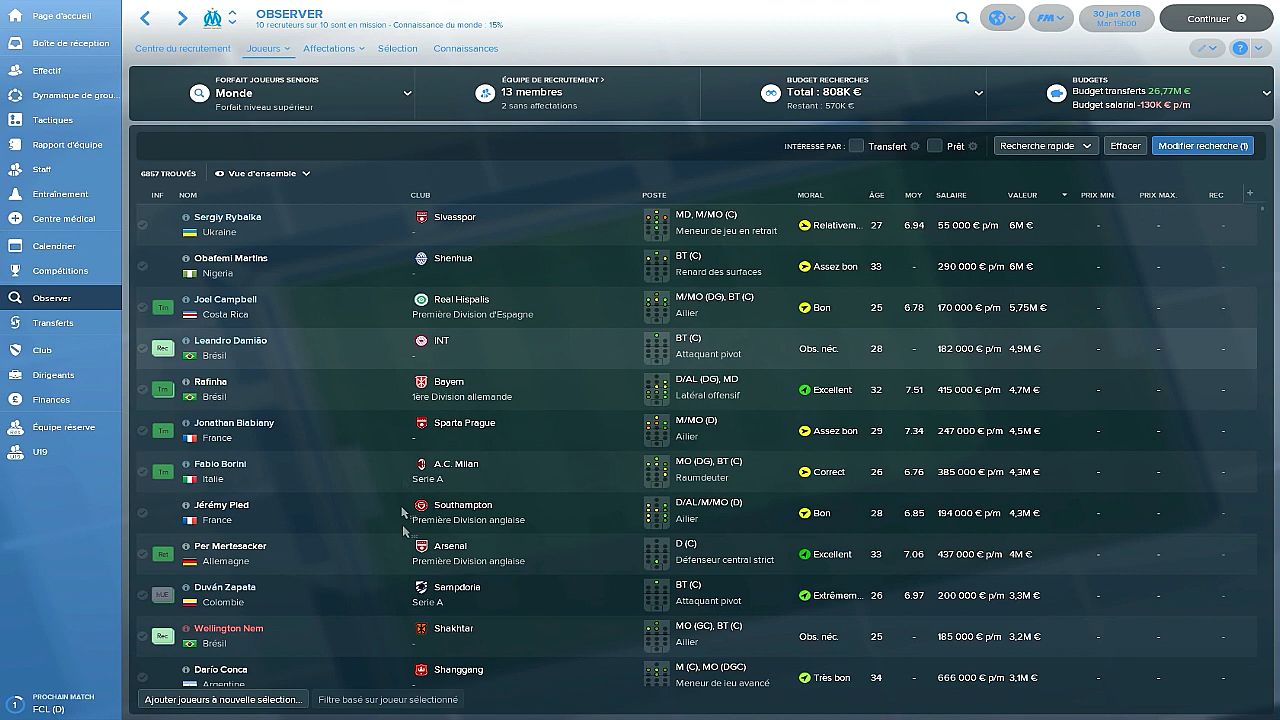 Page d'accueil
Boîte de réception
Effectif
Dynamique de grou...
Tactiques
Rapport d'équipe
Staff
Entraînement
Centre médical
Calendrier
Compétitions
Observer
Transferts
Club
Dirigeants
Finances
Équipe réserve
U19
1 PROCHAIN MATCH
FCL (D)
OBSERVER
10 recruteurs sur 10 sont en mission - Connaissance du monde : 15%
FM
30 jan 2018
Mar 15h00
Continuer
Centre du recrutement Joueurs Affectations Sélection Connaissances
?
FORFAIT JOUEURS SENIORS
Monde
Forfait niveau supérieur
ÉQUIPE DE RECRUTEMENT >
13 membres
2 sans affectations
BUDGET RECHERCHES
Total : 808K €
Restant : 570K €
BUDGETS
Budget transferts 26,77M €
Budget salarial -130K € p/m
INTÉRESSÉ PAR : Transfert Prêt Recherche rapide Effacer Modifier recherche (1)
6857 TROUVÉS Vue d'ensemble
INF NOM CLUB POSTE MORAL ÂGE MOY SALAIRE VALEUR PRIX MIN. PRIX MAX. REC +
Sergiy Rybalka Sivasspor MD, M/MO (C) Relativem... 27 6.94 55 000 € p/m 6M € - - -
Ukraine - Meneur de jeu en retrait
Obafemi Martins Shenhua BT (C) Assez bon 33 - 290 000 € p/m 6M € - - -
Nigeria - Renard des surfaces
Trn Joel Campbell Real Hispalis M/MO (DG), BT (C) Bon 25 6.78 170 000 € p/m 5,75M € - - -
Costa Rica Première Division d'Espagne Ailier
Rec Leandro Damião INT BT (C) Obs. néc. 28 - 182 000 € p/m 4,9M € - - -
Brésil - Attaquant pivot
Trn Rafinha Bayern D/AL (DG), MD Excellent 32 7.51 415 000 € p/m 4,7M € - - -
Brésil 1ère Division allemande Latéral offensif
Trn Jonathan Biabiany Sparta Prague M/MO (D) Assez bon 29 7.34 247 000 € p/m 4,5M € - - -
France - Ailier
Trn Fabio Borini A.C. Milan MO (DG), BT (C) Correct 26 6.76 385 000 € p/m 4,3M € - - -
Italie Serie A Raumdeuter
Jérémy Pied Southampton D/AL/M/MO (D) Bon 28 6.85 194 000 € p/m 4,3M € - - -
France Première Division anglaise Ailier
Ret Per Mertesacker Arsenal D (C) Excellent 33 7.06 437 000 € p/m 4M € - - -
Allemagne Première Division anglaise Défenseur central strict
HUE Duván Zapata Sampdoria BT (C) Extrêmem... 26 6.97 200 000 € p/m 3,3M € - - -
Colombie Serie A Attaquant pivot
Rec Wellington Nem Shakhtar MO (GC), BT (C) Obs. néc. 25 - 185 000 € p/m 3,2M € - - -
Brésil - Ailier
Darío Conca Shanggang M (C), MO (DGC) Très bon 34 - 666 000 € p/m 3,1M € - - -
Argentine - Meneur de jeu avancé
Ajouter joueurs à nouvelle sélection... Filtre basé sur joueur sélectionné